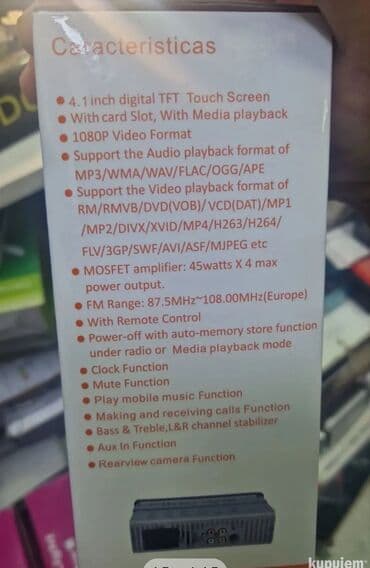 Caracteristicas
● 4.1 inch digital TFT Touch Screen
● With card Slot, With Media playback
● 1080P Video Format
● Support the Audio playback format of
MP3/WMA/WAV/FLAC/OGG/APE
● Support the Video playback format of
RM/RMVB/DVD(VOB)/VCD(DAT)/MP1
/MP2/DIVX/XVID/MP4/H263/H264/
FLV/3GP/SWF/AVI/ASF/MJPEG etc
● MOSFET amplifier: 45watts X 4 max
power output.
● FM Range: 87.5MHz~108.00MHz(Europe)
● With Remote Control
● Power-off with auto-memory store function
under radio or Media playback mode
● Clock Function
● Mute Function
● Play mobile music Function
● Making and receiving calls Function
● Bass & Treble,L&R channel stabilizer
● Aux In Function
● Rearview camera Function
kupujem